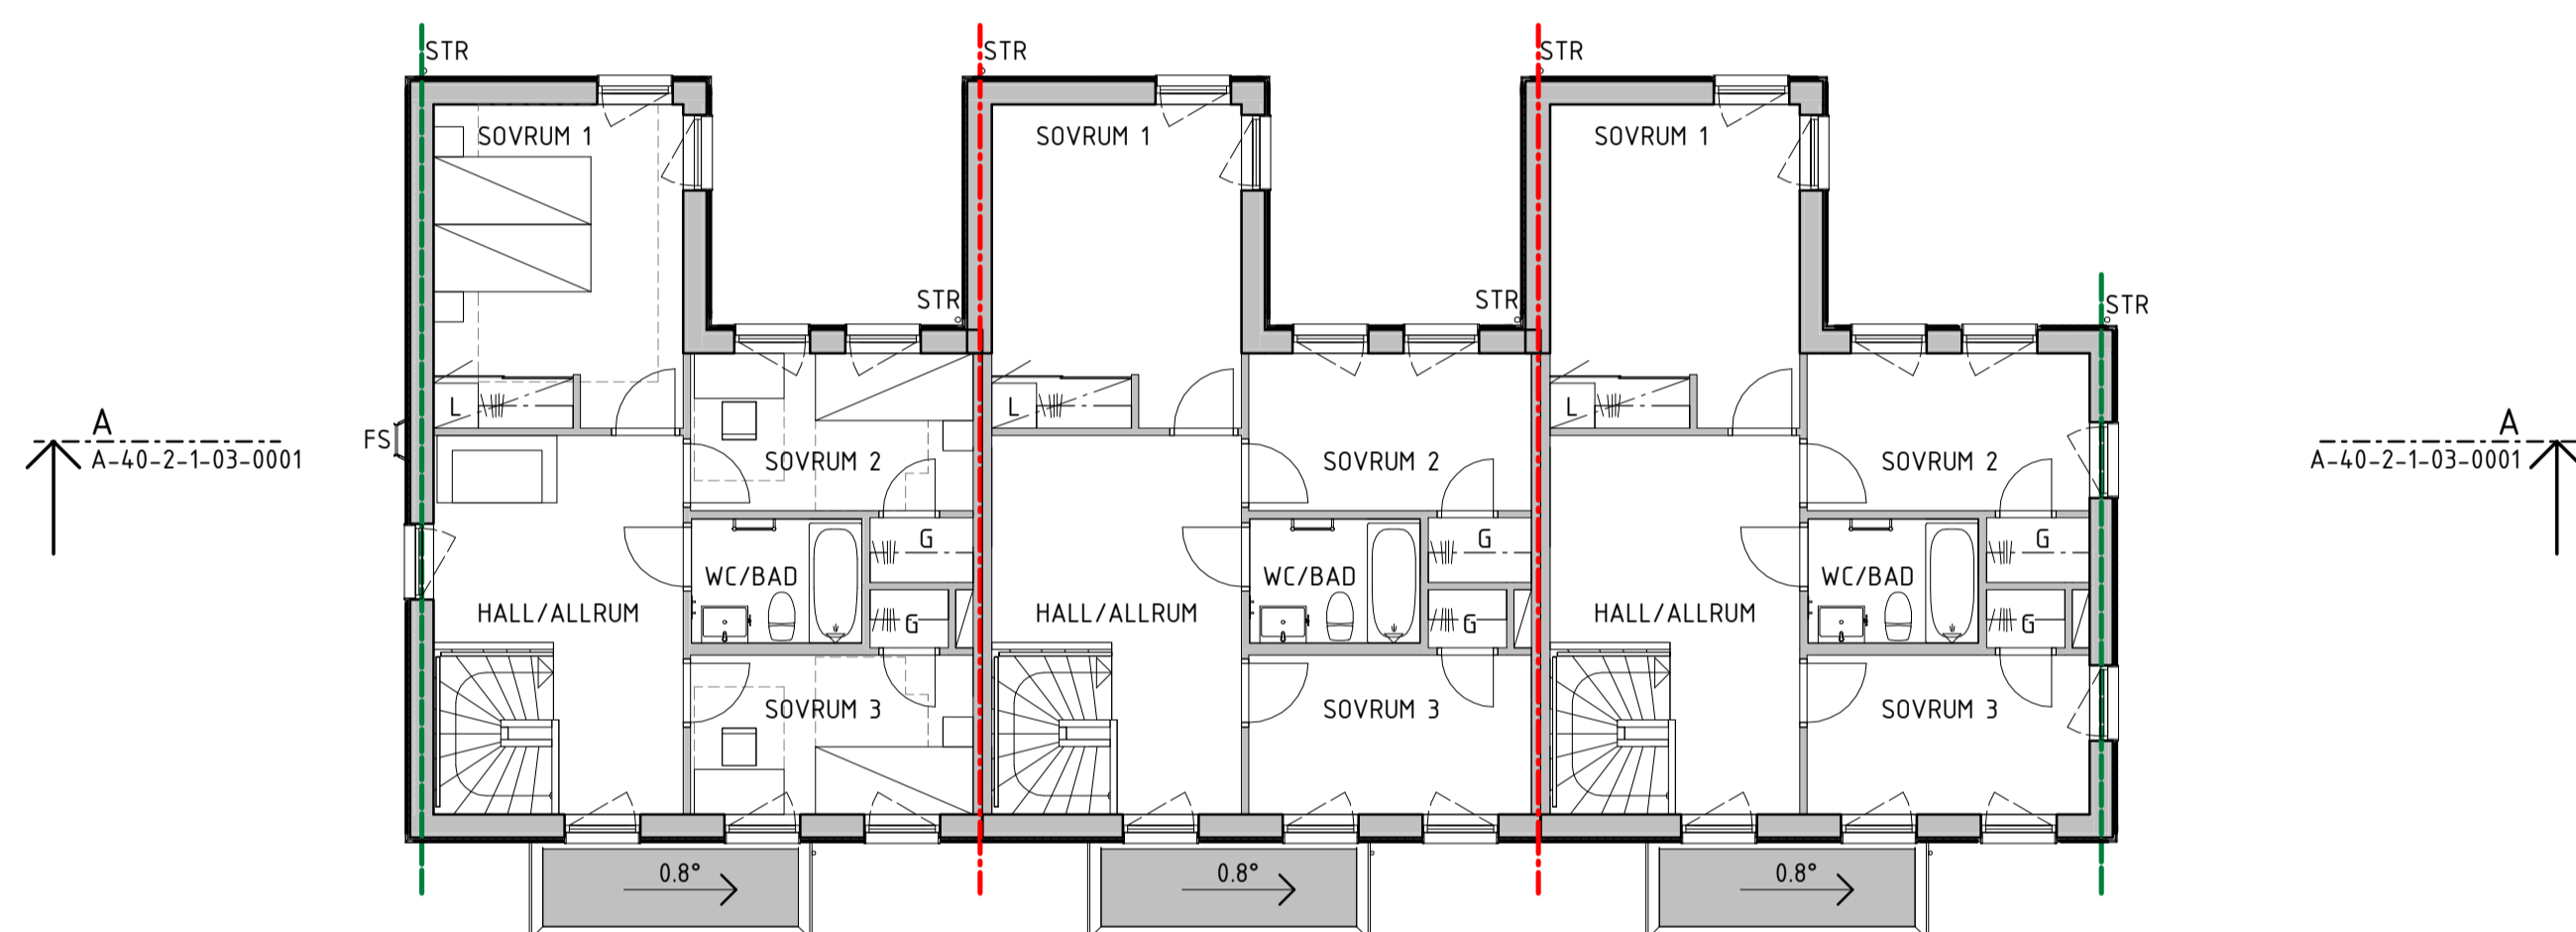 STR
STR
STR
SOVRUM 1
SOVRUM 1
SOVRUM 1
STR
STR
STR
L
L
L
A
A
FS
A-40-2-1-03-0001
SOVRUM 2
SOVRUM 2
SOVRUM 2
A-40-2-1-03-0001
G
G
G
WC/BAD
WC/BAD
WC/BAD
HALL/ALLRUM
G
HALL/ALLRUM
G
HALL/ALLRUM
G
SOVRUM 3
SOVRUM 3
SOVRUM 3
0.8°
0.8°
0.8°